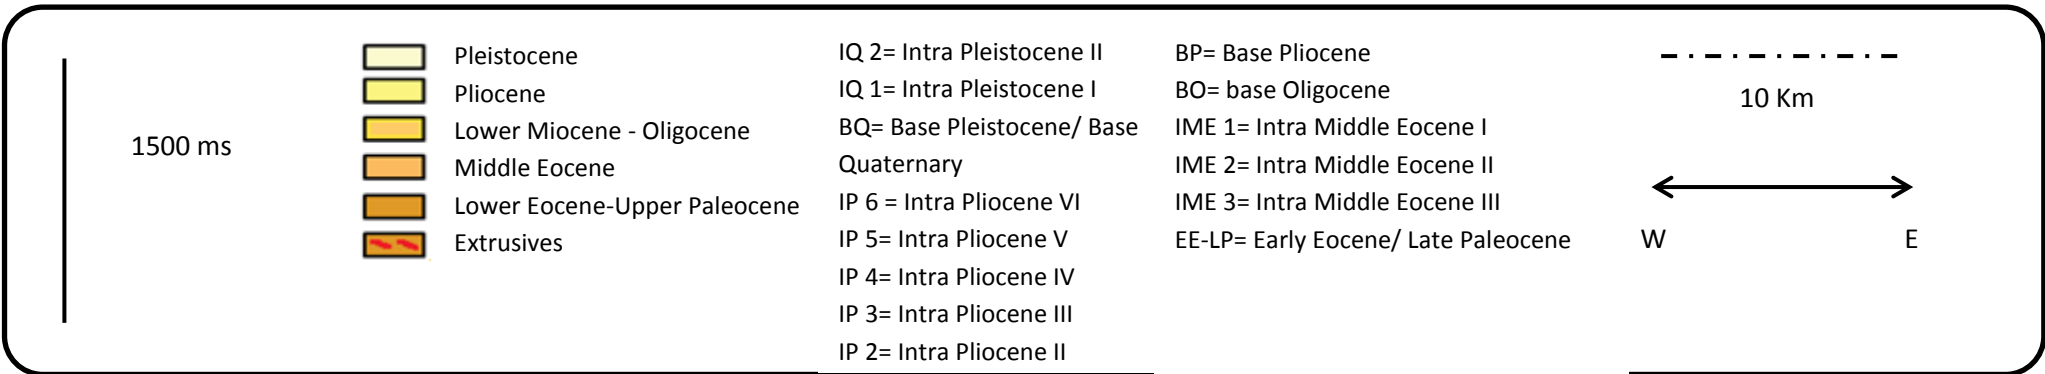 1500 ms
Pleistocene
Pliocene
Lower Miocene - Oligocene
Middle Eocene
Lower Eocene-Upper Paleocene
Extrusives
IQ 2= Intra Pleistocene II
IQ 1= Intra Pleistocene I
BQ= Base Pleistocene/ Base
Quaternary
IP 6 = Intra Pliocene VI
IP 5= Intra Pliocene V
IP 4= Intra Pliocene IV
IP 3= Intra Pliocene III
IP 2= Intra Pliocene II
BP= Base Pliocene
BO= base Oligocene
IME 1= Intra Middle Eocene I
IME 2= Intra Middle Eocene II
IME 3= Intra Middle Eocene III
EE-LP= Early Eocene/ Late Paleocene
10 Km
W E